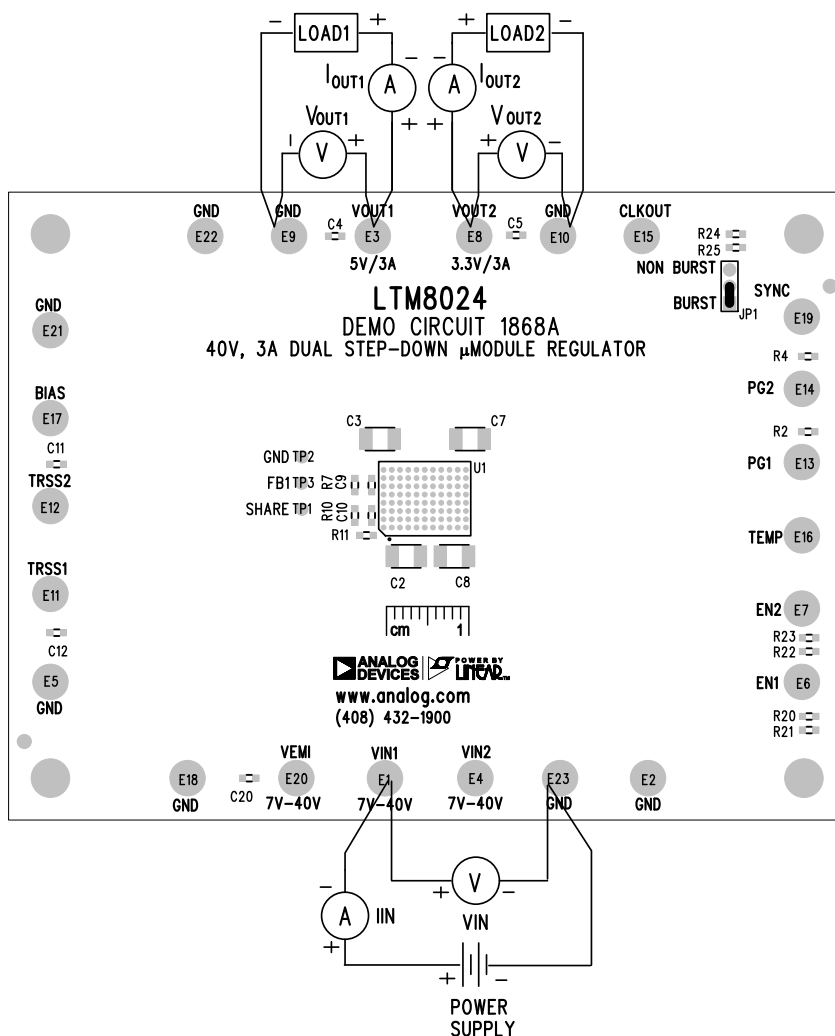 - LOAD1 + + LOAD2 -
- -
IOUT1 A A IOUT2
+ +
VOUT1 VOUT2
- V + + V -
GND GND VOUT1 VOUT2 GND CLKOUT
E22 E9 C4 E3 E8 C5 E10 E15
5V/3A 3.3V/3A
R24
R25
NON BURST
SYNC
BURST
JP1
E19
LTM8024
DEMO CIRCUIT 1868A
40V, 3A DUAL STEP-DOWN µMODULE REGULATOR
GND
E21
R4
PG2 E14
BIAS
E17
R2
C11
PG1 E13
TRSS2
E12
C3 C7
U1
GND TP2
FB1 TP3
SHARE TP1
R7 C9
R10 C10
R11
C2 C8
TEMP E16
TRSS1
E11
EN2 E7
cm 1
C12
R23
R22
E5
GND
EN1 E6
R20
R21
ANALOG DEVICES POWER BY LINEAR™
www.analog.com
(408) 432-1900
VEMI VIN1 VIN2
E18 E20 E1 E4 E23 E2
GND C20 7V-40V 7V-40V 7V-40V GND GND
+ V -
VIN
-
A IIN
+
+ -
POWER
SUPPLY